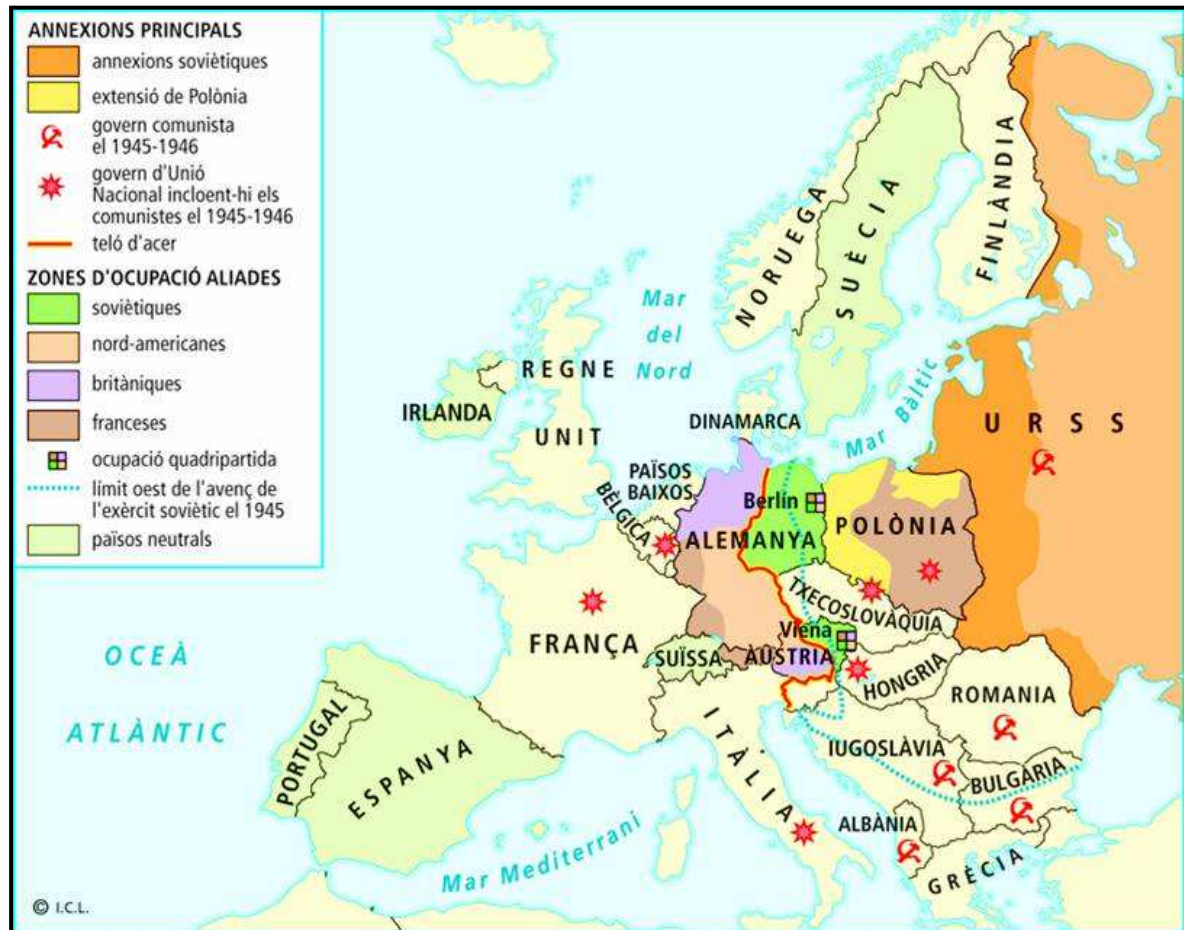 ANNEXIONS PRINCIPALS
annexions soviètiques
extensió de Polònia
govern comunista
el 1945-1946
govern d'Unió
Nacional incloent-hi els
comunistes el 1945-1946
teló d'acer
ZONES D'OCUPACIÓ ALIADES
soviètiques
nord-americanes
britàniques
franceses
ocupació quadripartida
límit oest de l'avenç de
l'exèrcit soviètic el 1945
països neutrals
NORUEGA
SUÈCIA
FINLÀNDIA
Mar
del
Nord
Mar Bàltic
REGNE
UNIT
IRLANDA
DINAMARCA
URSS
PAÏSOS
BAIXOS
BÈLGICA
Berlín
ALEMANYA
POLÒNIA
TXECOSLOVÀQUIA
Viena
FRANÇA
SUÏSSA
ÀUSTRIA
HONGRIA
ROMANIA
OCEÀ
ATLÀNTIC
PORTUGAL
ESPANYA
ITÀLIA
IUGOSLÀVIA
BULGÀRIA
ALBÀNIA
GRÈCIA
Mar Mediterrani
© I.C.L.